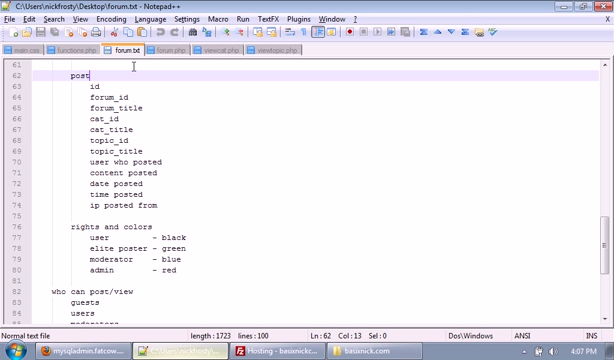 C:\Users\nickfrosty\Desktop\forum.txt - Notepad++
File Edit Search View Encoding Language Settings Macro Run TextFX Plugins Window ? X
main.css functions.php forum.txt forum.php viewcat.php viewtopic.php
61
62 post
63 id
64 forum_id
65 forum_title
66 cat_id
67 cat_title
68 topic_id
69 topic_title
70 user who posted
71 content posted
72 date posted
73 time posted
74 ip posted from
75
76 rights and colors
77 user - black
78 elite poster - green
79 moderator - blue
80 admin - red
81
82 who can post/view
83 guests
84 users
moderators
Normal text file length : 1723 lines : 100 Ln : 62 Col : 13 Sel : 0 Dos\Windows ANSI INS
mysqladmin.fatcow.... C:\Users\nickfrosty\... Hosting - basixnickc... basixnick.com 4:07 PM